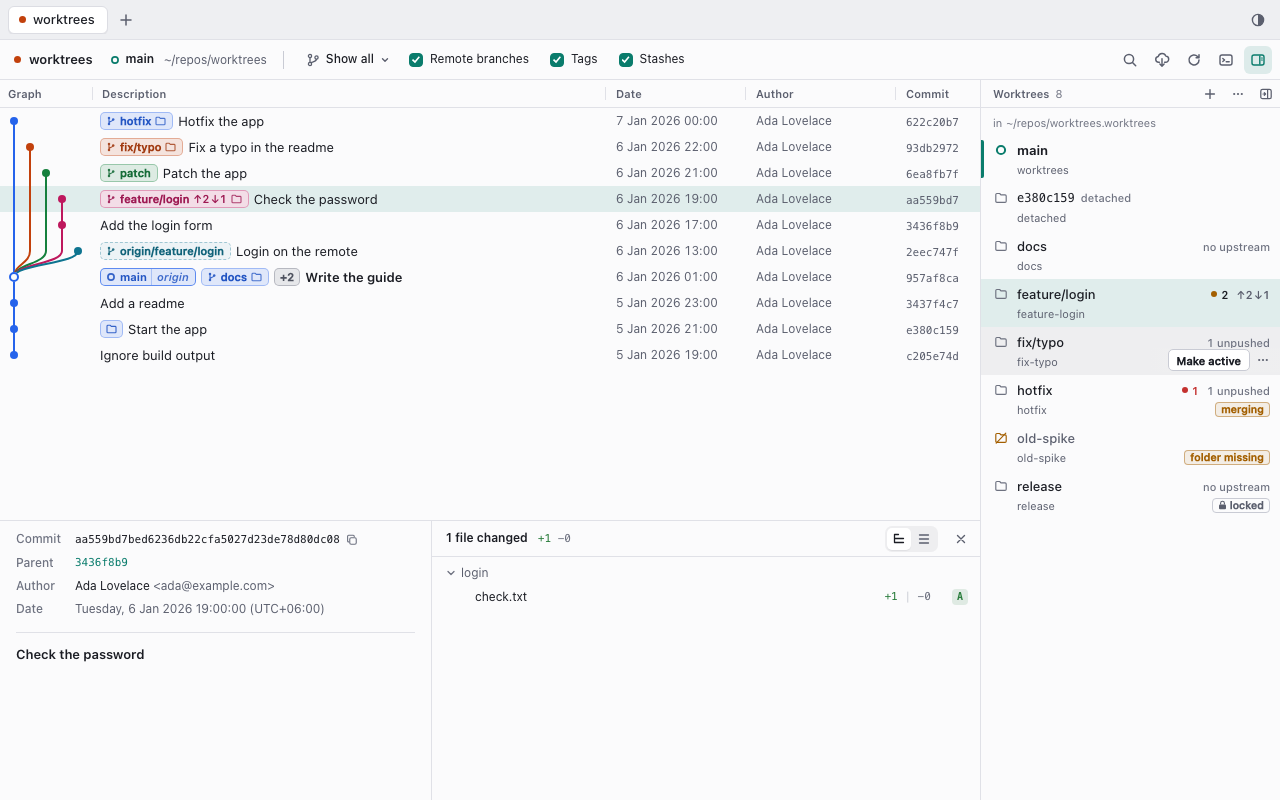 worktrees
worktrees main ~/repos/worktrees Show all Remote branches Tags Stashes
Graph Description Date Author Commit
hotfix Hotfix the app 7 Jan 2026 00:00 Ada Lovelace 622c20b7
fix/typo Fix a typo in the readme 6 Jan 2026 22:00 Ada Lovelace 93db2972
patch Patch the app 6 Jan 2026 21:00 Ada Lovelace 6ea8fb7f
feature/login ↑2↓1 Check the password 6 Jan 2026 19:00 Ada Lovelace aa559bd7
Add the login form 6 Jan 2026 17:00 Ada Lovelace 3436f8b9
origin/feature/login Login on the remote 6 Jan 2026 13:00 Ada Lovelace 2eec747f
main origin docs +2 Write the guide 6 Jan 2026 01:00 Ada Lovelace 957af8ca
Add a readme 5 Jan 2026 23:00 Ada Lovelace 3437f4c7
Start the app 5 Jan 2026 21:00 Ada Lovelace e380c159
Ignore build output 5 Jan 2026 19:00 Ada Lovelace c205e74d
Worktrees 8
in ~/repos/worktrees.worktrees
main
worktrees
e380c159 detached
detached
docs no upstream
docs
feature/login 2 ↑2↓1
feature-login
fix/typo 1 unpushed
fix-typo Make active
hotfix 1 1 unpushed
hotfix merging
old-spike
old-spike folder missing
release no upstream
release locked
Commit aa559bd7bed6236db22cfa5027d23de78d80dc08
Parent 3436f8b9
Author Ada Lovelace <ada@example.com>
Date Tuesday, 6 Jan 2026 19:00:00 (UTC+06:00)
Check the password
1 file changed +1 −0
login
check.txt +1 −0 A